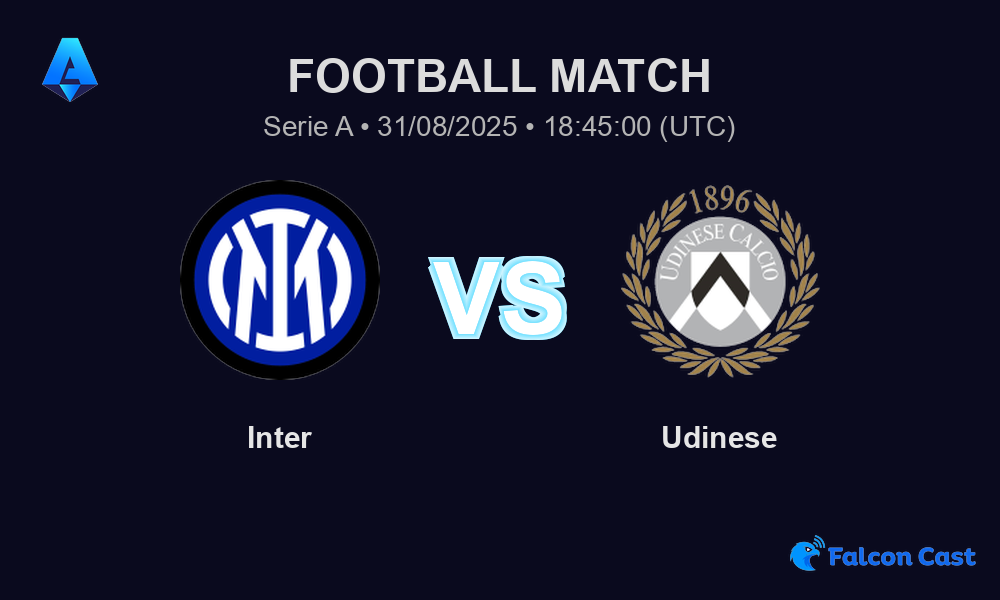 FOOTBALL MATCH
Serie A • 31/08/2025 • 18:45:00 (UTC)
1896
UDINESE CALCIO
VS
Inter
Udinese
Falcon Cast